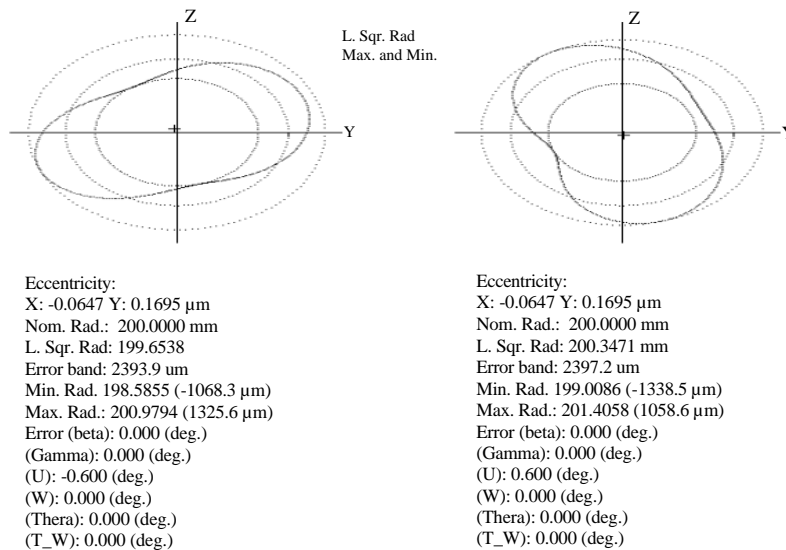 Z
L. Sqr. Rad
Max. and Min.
Y
Z
Y
Eccentricity:
X: -0.0647 Y: 0.1695 µm
Nom. Rad.: 200.0000 mm
L. Sqr. Rad: 199.6538
Error band: 2393.9 um
Min. Rad. 198.5855 (-1068.3 µm)
Max. Rad.: 200.9794 (1325.6 µm)
Error (beta): 0.000 (deg.)
(Gamma): 0.000 (deg.)
(U): -0.600 (deg.)
(W): 0.000 (deg.)
(Thera): 0.000 (deg.)
(T_W): 0.000 (deg.)
Eccentricity:
X: -0.0647 Y: 0.1695 µm
Nom. Rad.: 200.0000 mm
L. Sqr. Rad: 200.3471 mm
Error band: 2397.2 um
Min. Rad. 199.0086 (-1338.5 µm)
Max. Rad.: 201.4058 (1058.6 µm)
Error (beta): 0.000 (deg.)
(Gamma): 0.000 (deg.)
(U): 0.600 (deg.)
(W): 0.000 (deg.)
(Thera): 0.000 (deg.)
(T_W): 0.000 (deg.)